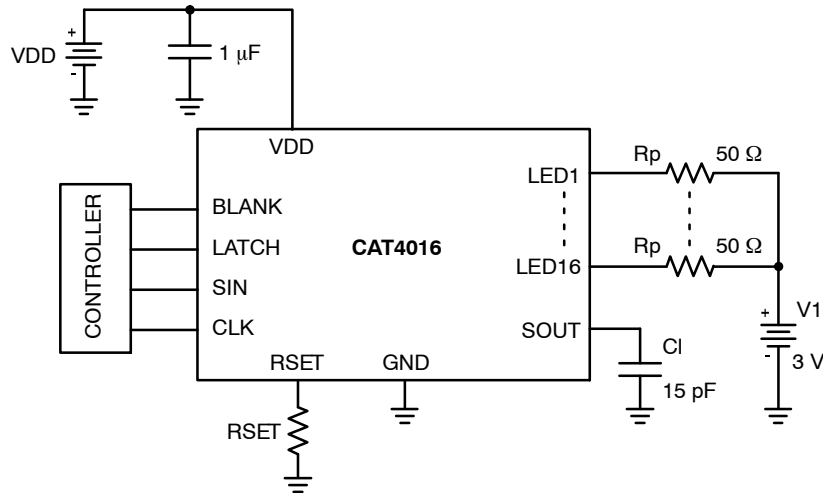 +
VDD
-
1 μF
VDD
CONTROLLER
BLANK
LATCH
SIN
CLK
CAT4016
LED1
LED16
SOUT
RSET
GND
Rp
50 Ω
Rp
50 Ω
+
V1
-
3 V
Cl
15 pF
RSET